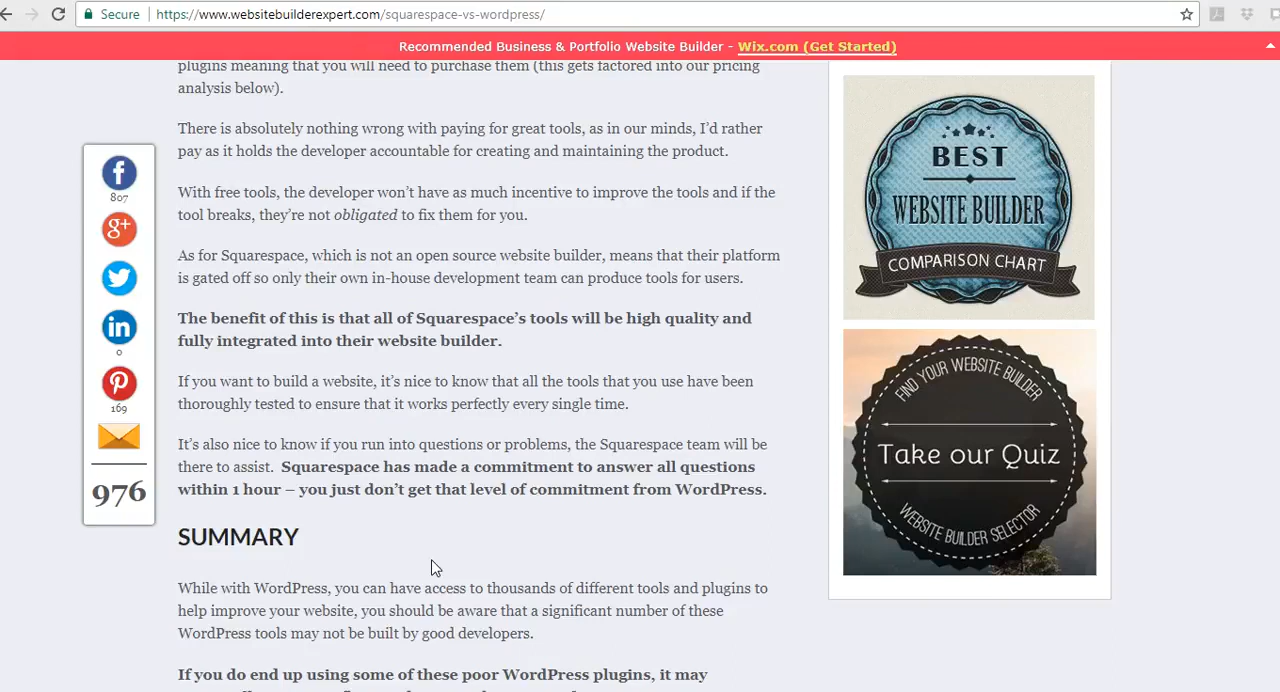 Secure
https://www.websitebuilderexpert.com/squarespace-vs-wordpress/
Recommended Business & Portfolio Website Builder - Wix.com (Get Started)
plugins meaning that you will need to purchase them (this gets factored into our pricing
analysis below).
There is absolutely nothing wrong with paying for great tools, as in our minds, I’d rather
pay as it holds the developer accountable for creating and maintaining the product.
With free tools, the developer won’t have as much incentive to improve the tools and if the
tool breaks, they’re not obligated to fix them for you.
As for Squarespace, which is not an open source website builder, means that their platform
is gated off so only their own in-house development team can produce tools for users.
The benefit of this is that all of Squarespace’s tools will be high quality and
fully integrated into their website builder.
If you want to build a website, it’s nice to know that all the tools that you use have been
thoroughly tested to ensure that it works perfectly every single time.
It’s also nice to know if you run into questions or problems, the Squarespace team will be
there to assist. Squarespace has made a commitment to answer all questions
within 1 hour – you just don’t get that level of commitment from WordPress.
SUMMARY
While with WordPress, you can have access to thousands of different tools and plugins to
help improve your website, you should be aware that a significant number of these
WordPress tools may not be built by good developers.
If you do end up using some of these poor WordPress plugins, it may
807
0
169
976
BEST
WEBSITE BUILDER
COMPARISON CHART
FIND YOUR WEBSITE BUILDER
Take our Quiz
WEBSITE BUILDER SELECTOR